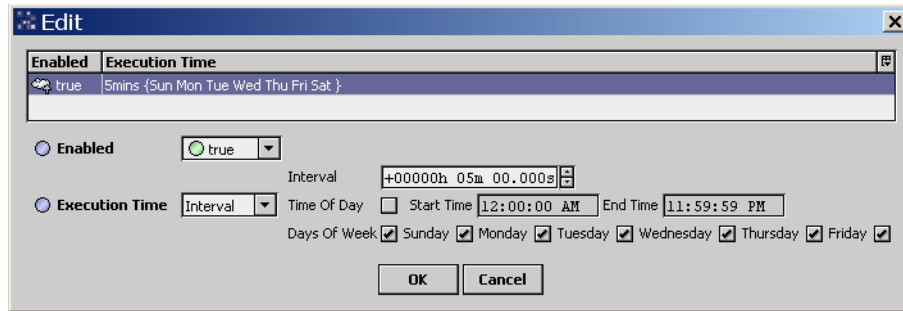 Edit
Enabled Execution Time
true 5mins {Sun Mon Tue Wed Thu Fri Sat }
Enabled true
Interval +00000h 05m 00.000s
Execution Time Interval Time Of Day Start Time 12:00:00 AM End Time 11:59:59 PM
Days Of Week Sunday Monday Tuesday Wednesday Thursday Friday
OK Cancel